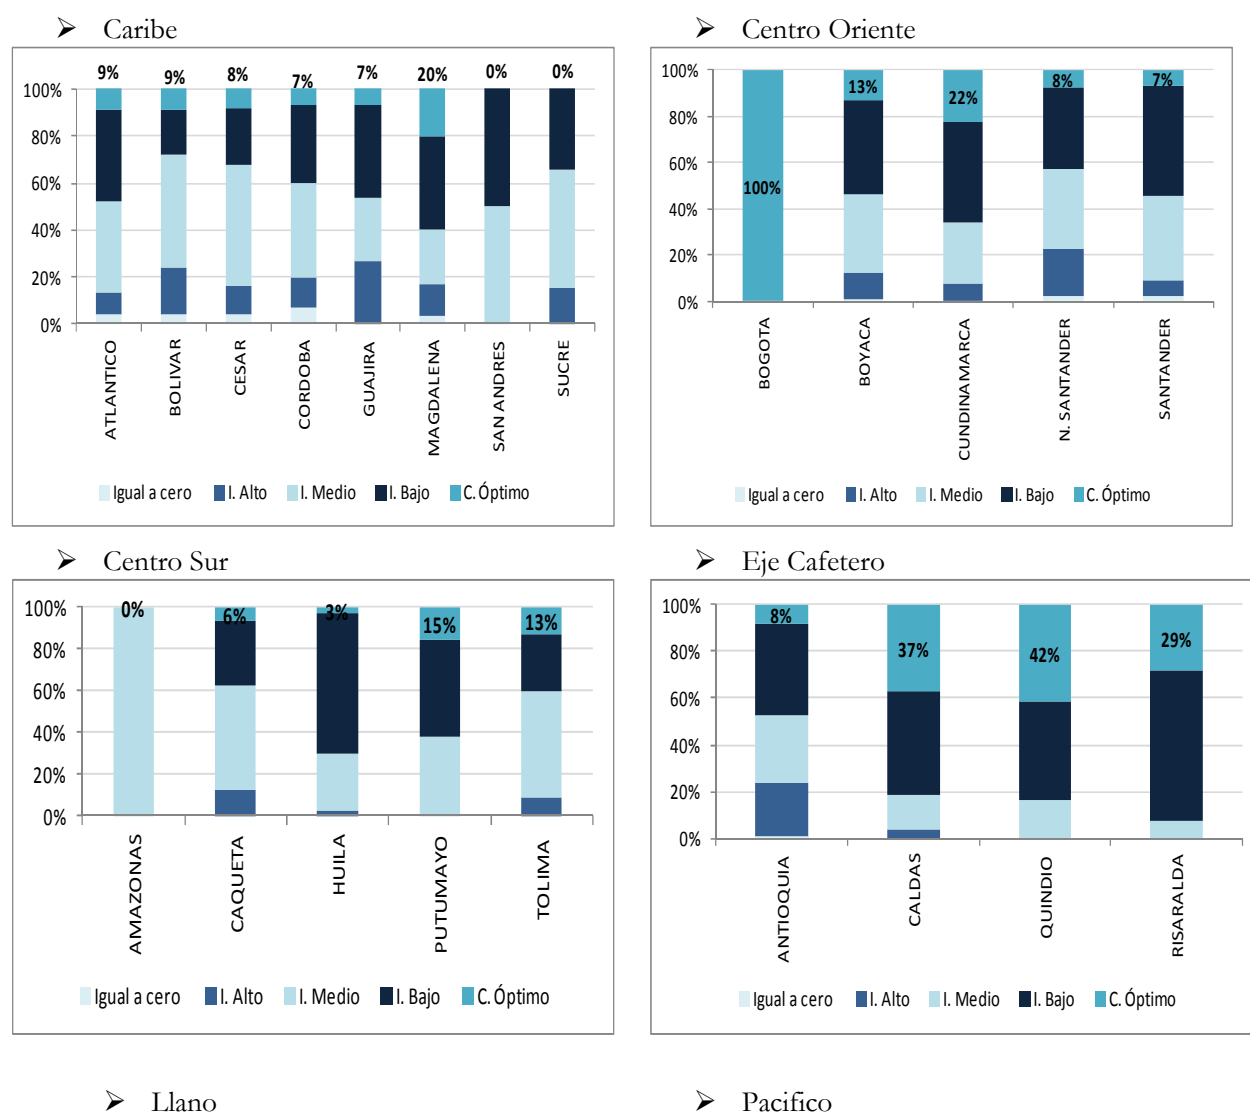 ➢ Caribe
9% 9% 8% 7% 7% 20% 0% 0%
100%
80%
60%
40%
20%
0%
ATLANTICO
BOLIVAR
CESAR
CORDOBA
GUAJIRA
MAGDALENA
SAN ANDRES
SUCRE
Igual a cero I. Alto I. Medio I. Bajo C. Óptimo
➢ Centro Oriente
100%
80%
60%
40%
20%
0%
100% 13% 22% 8% 7%
BOGOTA
BOYACA
CUNDINAMARCA
N. SANTANDER
SANTANDER
Igual a cero I. Alto I. Medio I. Bajo C. Óptimo
➢ Centro Sur
100%
80%
60%
40%
20%
0%
0% 6% 3% 15% 13%
AMAZONAS
CAQUETA
HUILA
PUTUMAYO
TOLIMA
Igual a cero I. Alto I. Medio I. Bajo C. Óptimo
➢ Eje Cafetero
100%
80%
60%
40%
20%
0%
8% 37% 42% 29%
ANTIOQUIA
CALDAS
QUINDIO
RISARALDA
Igual a cero I. Alto I. Medio I. Bajo C. Óptimo
➢ Llano
➢ Pacifico